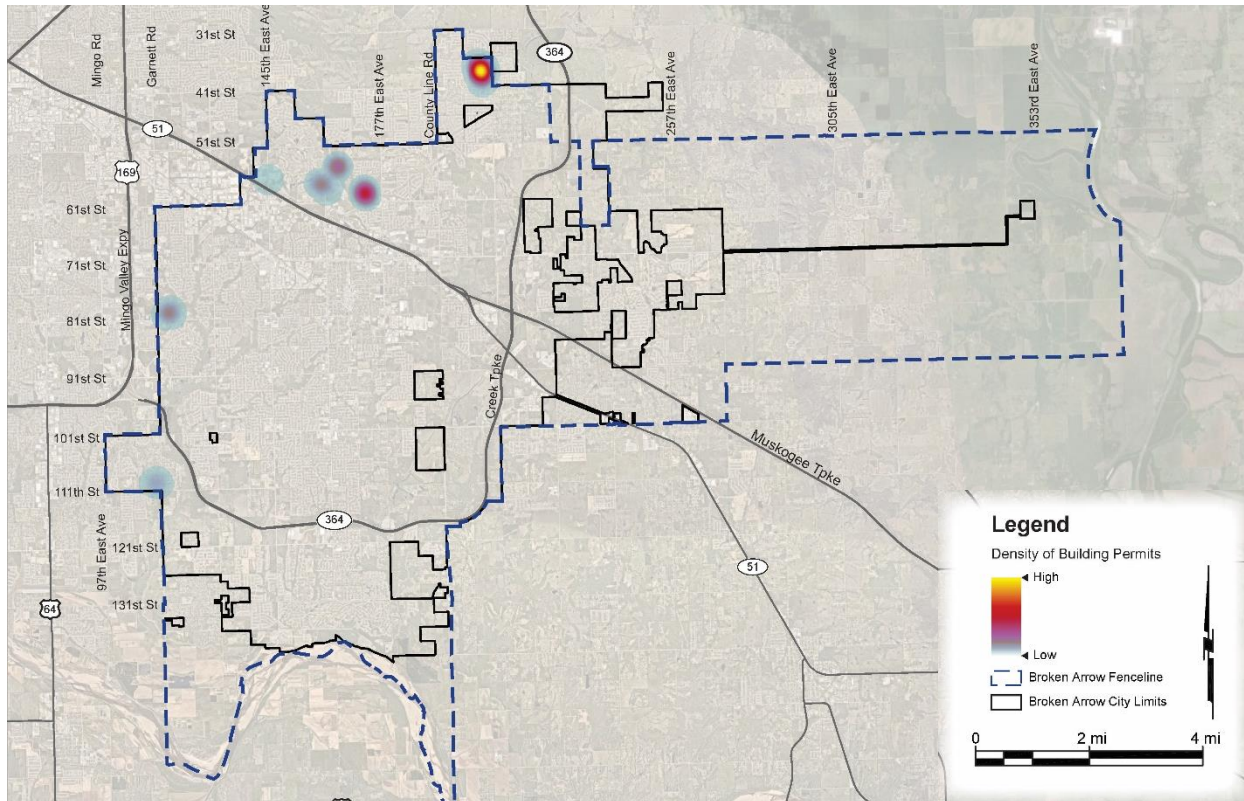 31st St
41st St
51st St
61st St
71st St
81st St
91st St
101st St
111th St
121st St
131st St
Mingo Rd
Garnett Rd
145th East Ave
177th East Ave
County Line Rd
257th East Ave
305th East Ave
353rd East Ave
97th East Ave
Mingo Valley Expy
Creek Tpke
Muskogee Tpke
364
51
169
364
51
64
Legend
Density of Building Permits
High
Low
Broken Arrow Fenceline
Broken Arrow City Limits
0 2 mi 4 mi
N